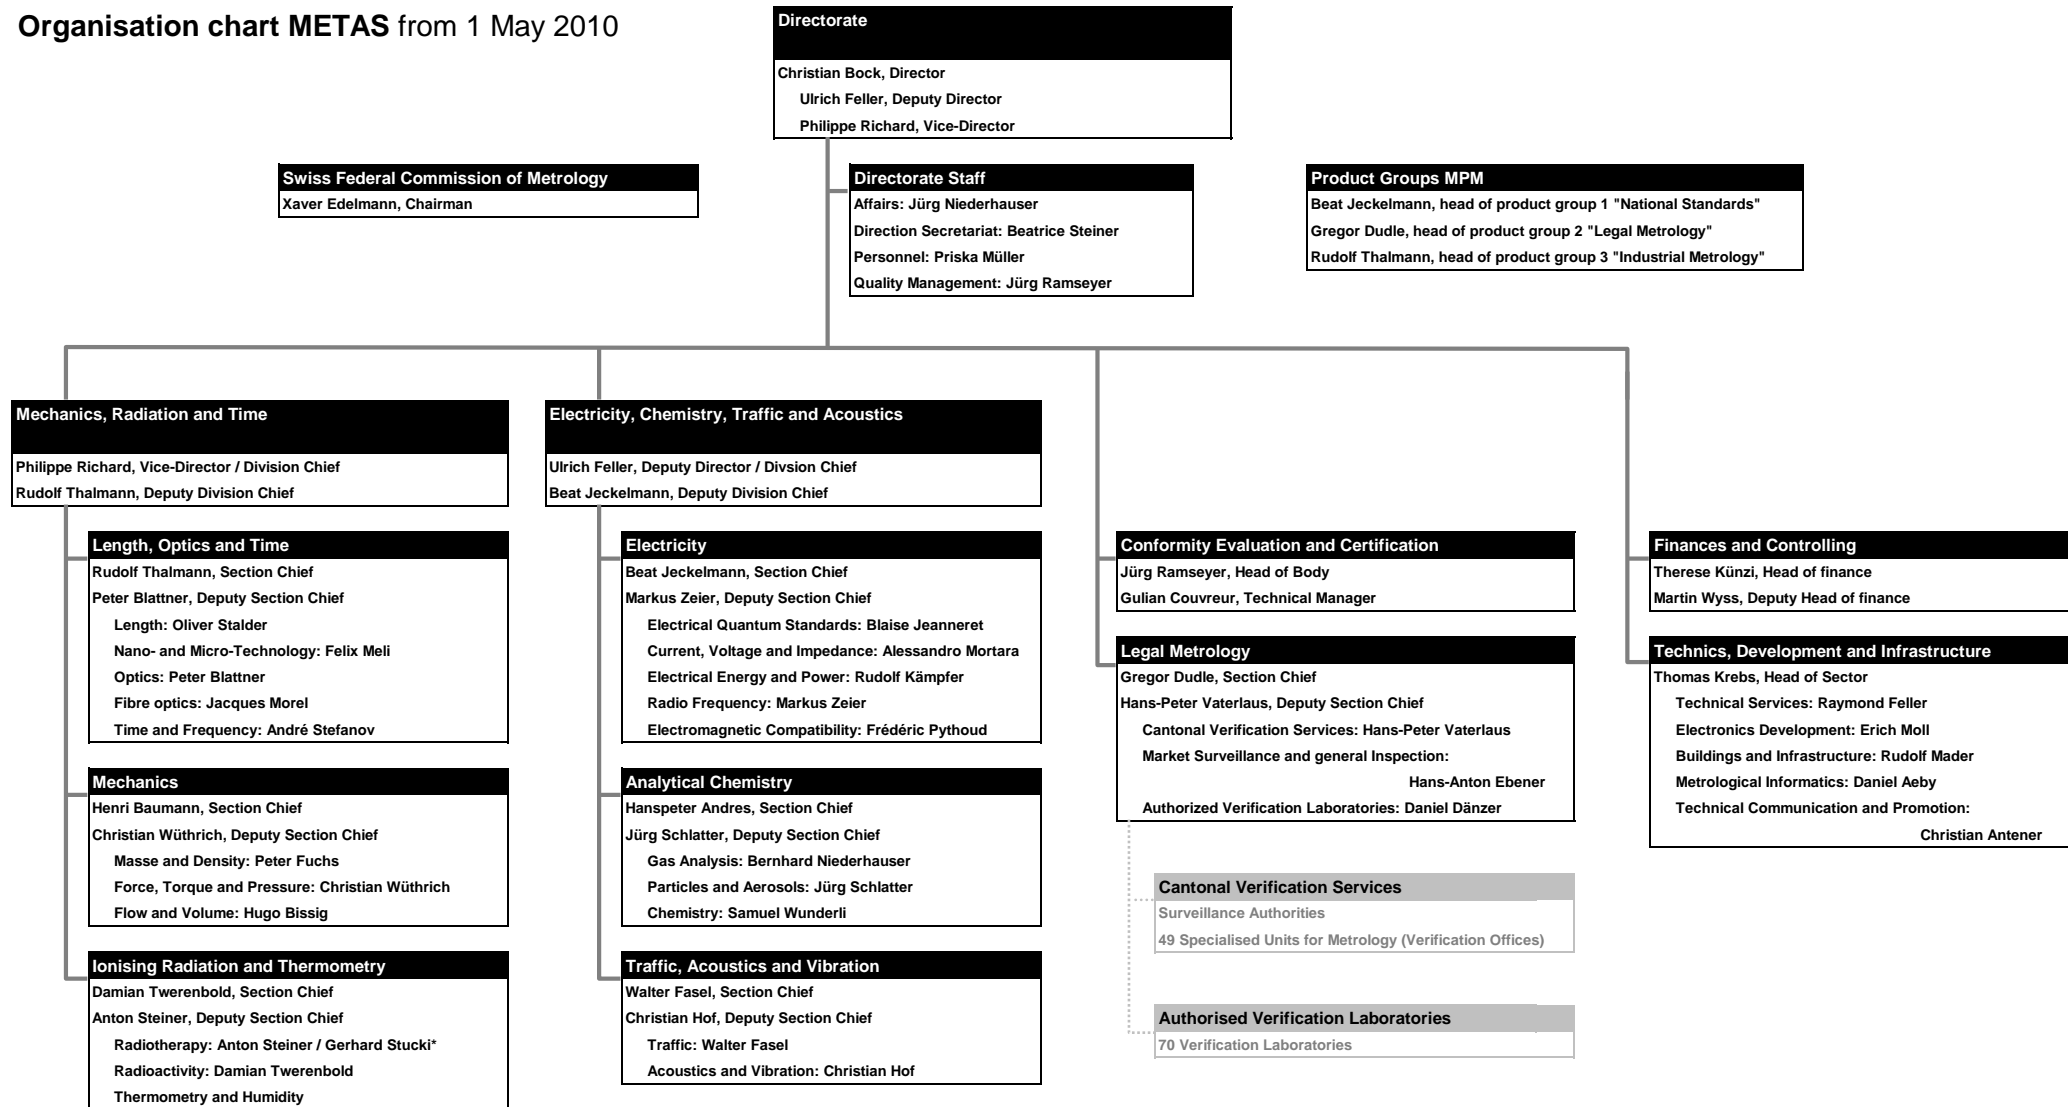 Organisation chart METAS from 1 May 2010
Directorate
Christian Bock, Director
Ulrich Feller, Deputy Director
Philippe Richard, Vice-Director
Swiss Federal Commission of Metrology
Xaver Edelmann, Chairman
Directorate Staff
Affairs: Jürg Niederhauser
Direction Secretariat: Beatrice Steiner
Personnel: Priska Müller
Quality Management: Jürg Ramseyer
Product Groups MPM
Beat Jeckelmann, head of product group 1 "National Standards"
Gregor Dudle, head of product group 2 "Legal Metrology"
Rudolf Thalmann, head of product group 3 "Industrial Metrology"
Mechanics, Radiation and Time
Philippe Richard, Vice-Director / Division Chief
Rudolf Thalmann, Deputy Division Chief
Length, Optics and Time
Rudolf Thalmann, Section Chief
Peter Blattner, Deputy Section Chief
Length: Oliver Stalder
Nano- and Micro-Technology: Felix Meli
Optics: Peter Blattner
Fibre optics: Jacques Morel
Time and Frequency: André Stefanov
Mechanics
Henri Baumann, Section Chief
Christian Wüthrich, Deputy Section Chief
Masse and Density: Peter Fuchs
Force, Torque and Pressure: Christian Wüthrich
Flow and Volume: Hugo Bissig
Ionising Radiation and Thermometry
Damian Twerenbold, Section Chief
Anton Steiner, Deputy Section Chief
Radiotherapy: Anton Steiner / Gerhard Stucki*
Radioactivity: Damian Twerenbold
Thermometry and Humidity
Electricity, Chemistry, Traffic and Acoustics
Ulrich Feller, Deputy Director / Divsion Chief
Beat Jeckelmann, Deputy Division Chief
Electricity
Beat Jeckelmann, Section Chief
Markus Zeier, Deputy Section Chief
Electrical Quantum Standards: Blaise Jeanneret
Current, Voltage and Impedance: Alessandro Mortara
Electrical Energy and Power: Rudolf Kämpfer
Radio Frequency: Markus Zeier
Electromagnetic Compatibility: Frédéric Pythoud
Analytical Chemistry
Hanspeter Andres, Section Chief
Jürg Schlatter, Deputy Section Chief
Gas Analysis: Bernhard Niederhauser
Particles and Aerosols: Jürg Schlatter
Chemistry: Samuel Wunderli
Traffic, Acoustics and Vibration
Walter Fasel, Section Chief
Christian Hof, Deputy Section Chief
Traffic: Walter Fasel
Acoustics and Vibration: Christian Hof
Conformity Evaluation and Certification
Jürg Ramseyer, Head of Body
Gulian Couvreur, Technical Manager
Legal Metrology
Gregor Dudle, Section Chief
Hans-Peter Vaterlaus, Deputy Section Chief
Cantonal Verification Services: Hans-Peter Vaterlaus
Market Surveillance and general Inspection:
Hans-Anton Ebener
Authorized Verification Laboratories: Daniel Dänzer
Cantonal Verification Services
Surveillance Authorities
49 Specialised Units for Metrology (Verification Offices)
Authorised Verification Laboratories
70 Verification Laboratories
Finances and Controlling
Therese Künzi, Head of finance
Martin Wyss, Deputy Head of finance
Technics, Development and Infrastructure
Thomas Krebs, Head of Sector
Technical Services: Raymond Feller
Electronics Development: Erich Moll
Buildings and Infrastructure: Rudolf Mader
Metrological Informatics: Daniel Aeby
Technical Communication and Promotion:
Christian Antener